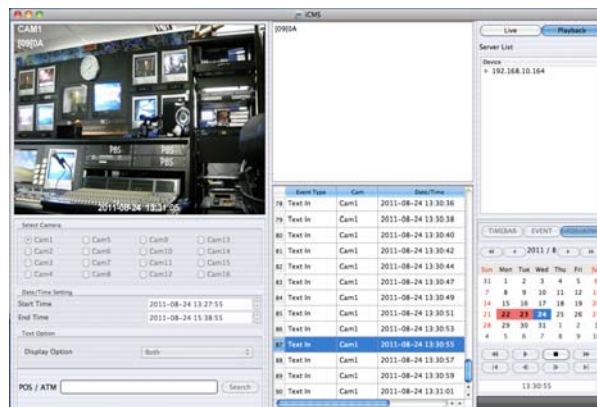 iCMS
CAM1
[09]0A
PBS PBS
PBS
2011-08-24 13:31:05
Select Camera
Cam1 Cam5 Cam9 Cam13
Cam2 Cam6 Cam10 Cam14
Cam3 Cam7 Cam11 Cam15
Cam4 Cam8 Cam12 Cam16
Date/Time Setting
Start Time 2011-08-24 13:27:55
End Time 2011-08-24 15:38:55
Text Option
Display Option Both
POS / ATM Search
[09]0A
Event Type Cam Date/Time
78 Text In Cam1 2011-08-24 13:30:36
79 Text In Cam1 2011-08-24 13:30:38
80 Text In Cam1 2011-08-24 13:30:40
81 Text In Cam1 2011-08-24 13:30:42
82 Text In Cam1 2011-08-24 13:30:44
83 Text In Cam1 2011-08-24 13:30:47
84 Text In Cam1 2011-08-24 13:30:49
85 Text In Cam1 2011-08-24 13:30:51
86 Text In Cam1 2011-08-24 13:30:53
87 Text In Cam1 2011-08-24 13:30:55
88 Text In Cam1 2011-08-24 13:30:57
89 Text In Cam1 2011-08-24 13:30:59
90 Text In Cam1 2011-08-24 13:31:01
Live Playback
Server List
Device
192.168.10.164
TIMEBAR EVENT
2011 / 8
Sun Mon Tue Wed Thu Fri
31 1 2 3 4 5
7 8 9 10 11 12
14 15 16 17 18 19
21 22 23 24 25 26
28 29 30 31 1 2
4 5 6 7 8 9
13:30:55